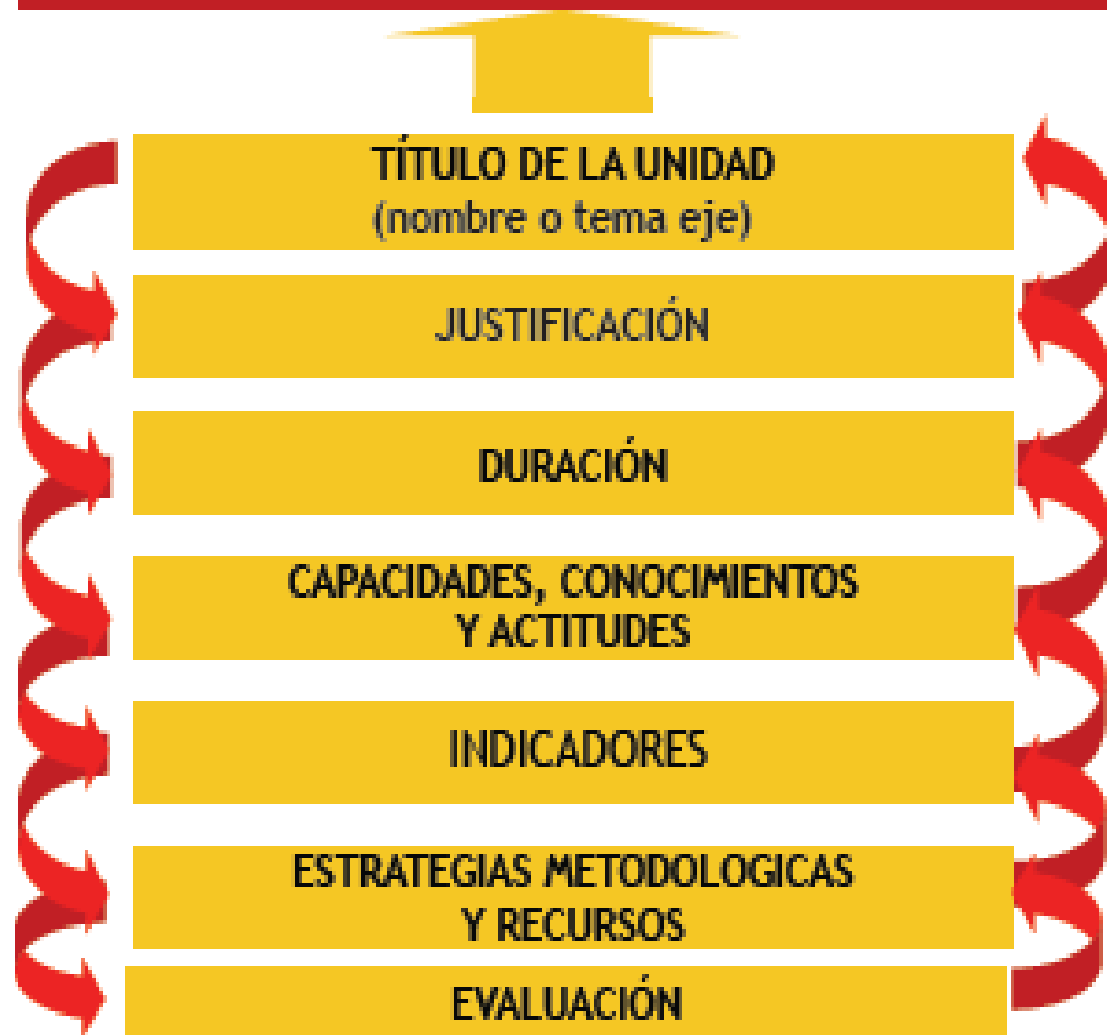 TÍTULO DE LA UNIDAD
(nombre o tema eje)
JUSTIFICACIÓN
DURACIÓN
CAPACIDADES, CONOCIMIENTOS
Y ACTITUDES
INDICADORES
ESTRATEGIAS METODOLOGICAS
Y RECURSOS
EVALUACIÓN